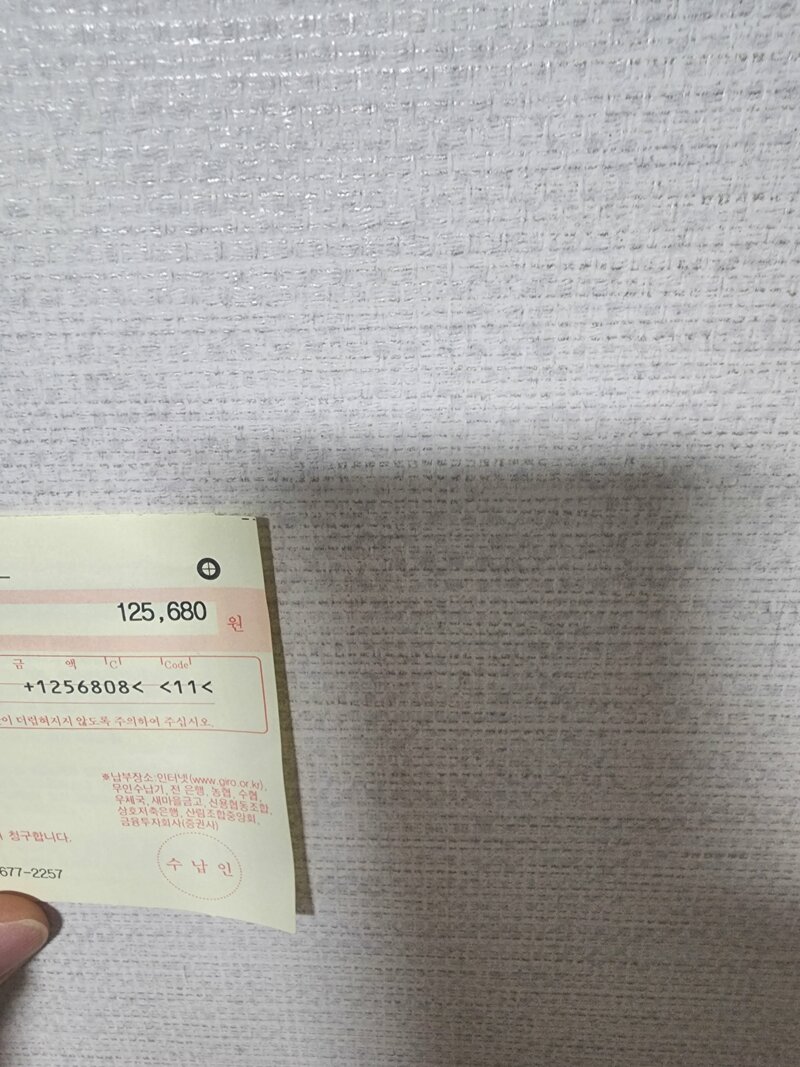 125,680 원
금 액 C Code
+1256808< <11<
이 더럽혀지지 않도록 주의하여 주십시오.
※납부장소:인터넷(www.giro.or.kr),
무인수납기, 전 은행, 농협, 수협
우체국, 새마을금고, 신용협동조합,
상호저축은행, 산림조합중앙회,
금융투자회사(증권사)
청구합니다.
수 납 인
677-2257